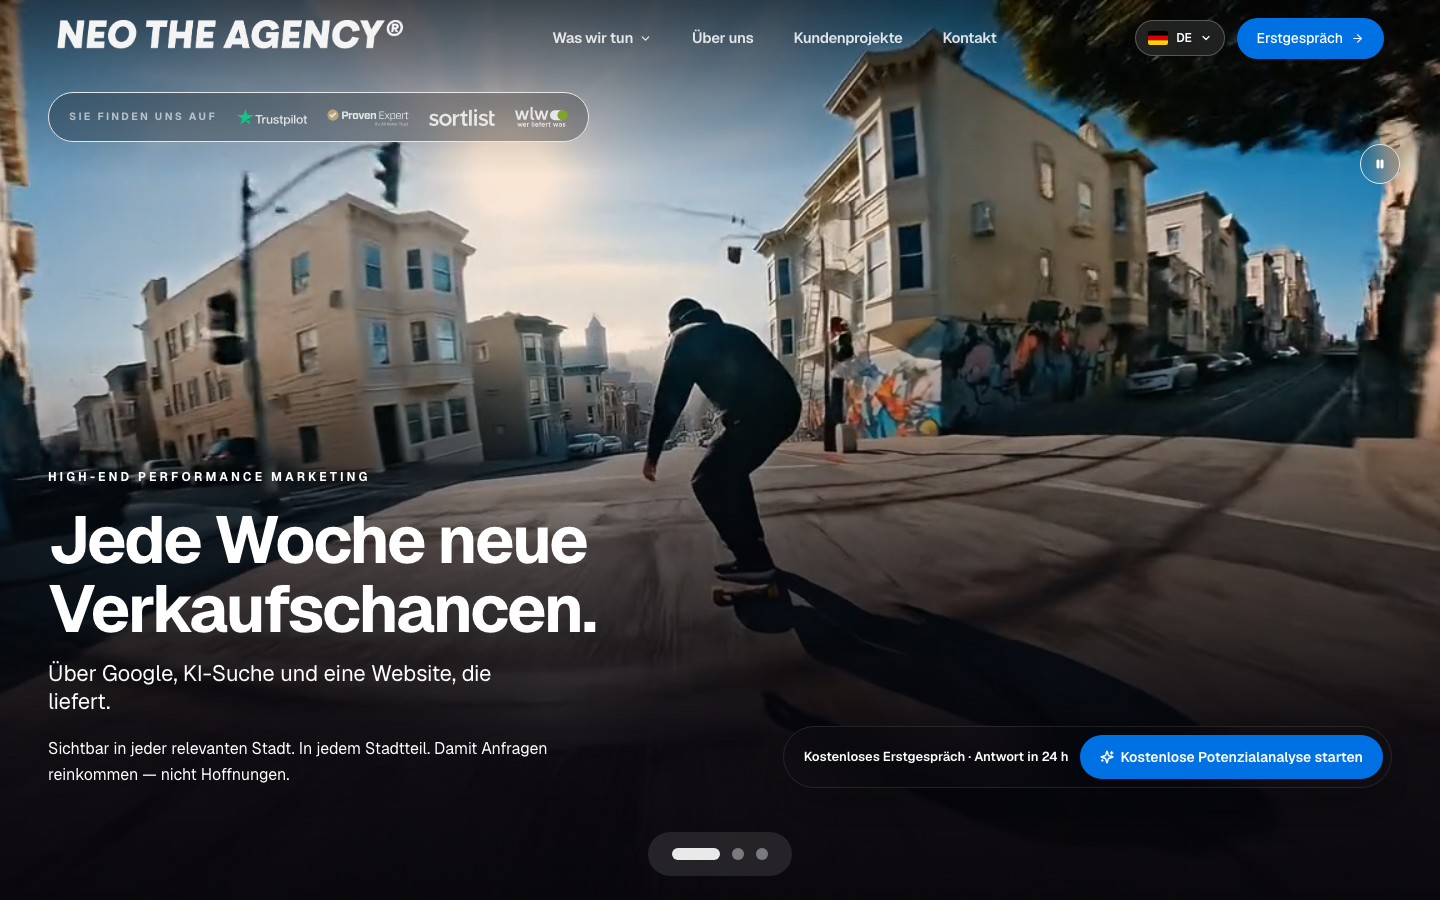 NEO THE AGENCY®
Was wir tun
Über uns
Kundenprojekte
Kontakt
DE
Erstgespräch
SIE FINDEN UNS AUF
Trustpilot
Proven Expert
sortlist
wlw
wer liefert was
HIGH-END PERFORMANCE MARKETING
Jede Woche neue
Verkaufschancen.
Über Google, KI-Suche und eine Website, die
liefert.
Sichtbar in jeder relevanten Stadt. In jedem Stadtteil. Damit Anfragen
reinkommen — nicht Hoffnungen.
Kostenloses Erstgespräch · Antwort in 24 h
Kostenlose Potenzialanalyse starten